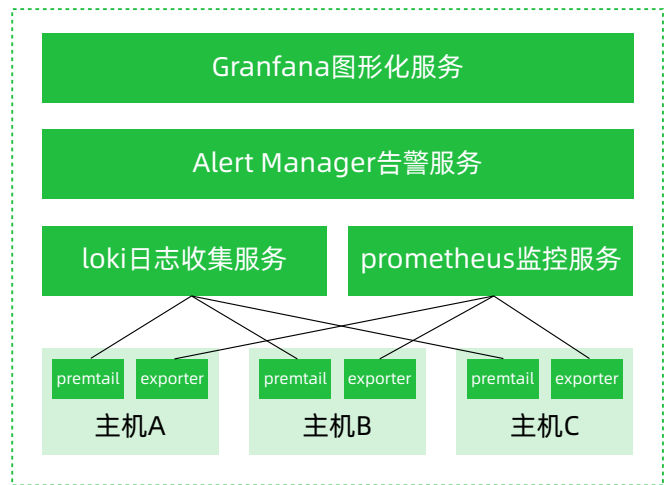 Granfana图形化服务
Alert Manager告警服务
loki日志收集服务
prometheus监控服务
premtail
exporter
premtail
exporter
premtail
exporter
主机A
主机B
主机C